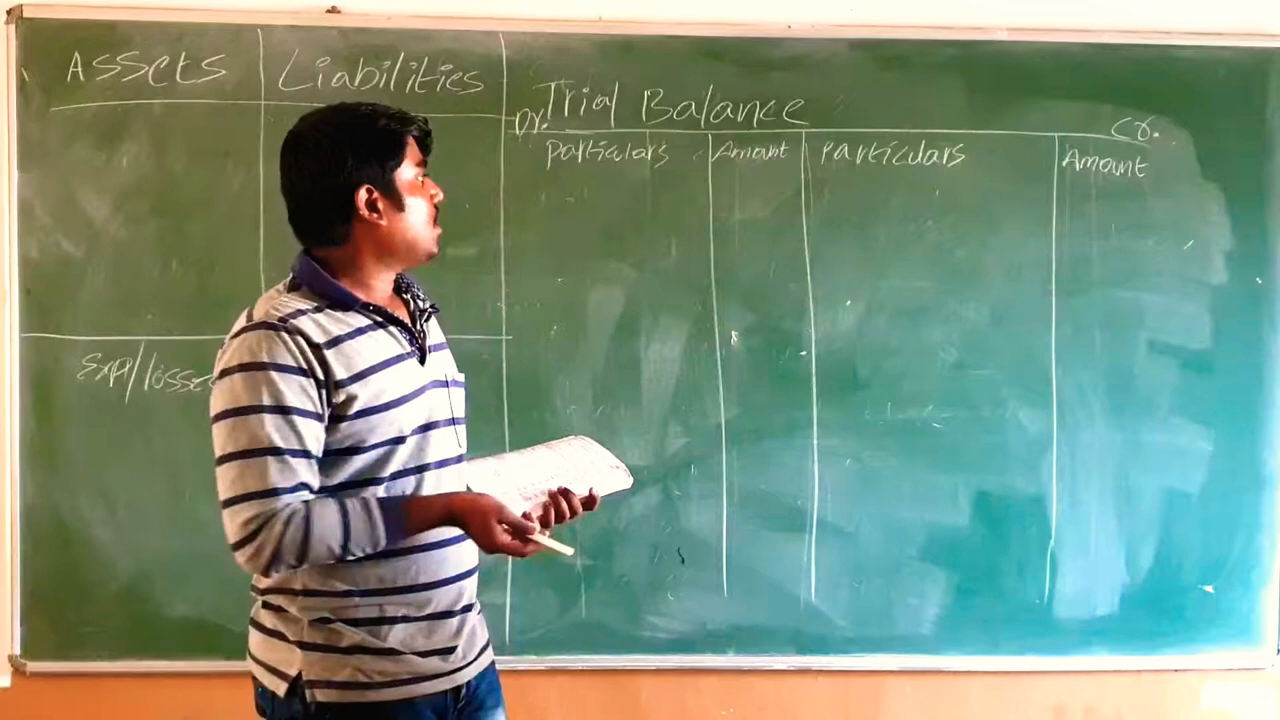 Assets Liabilities
Trial Balance
Dr. Cr.
Particulars Amount Particulars Amount
Exp/losses